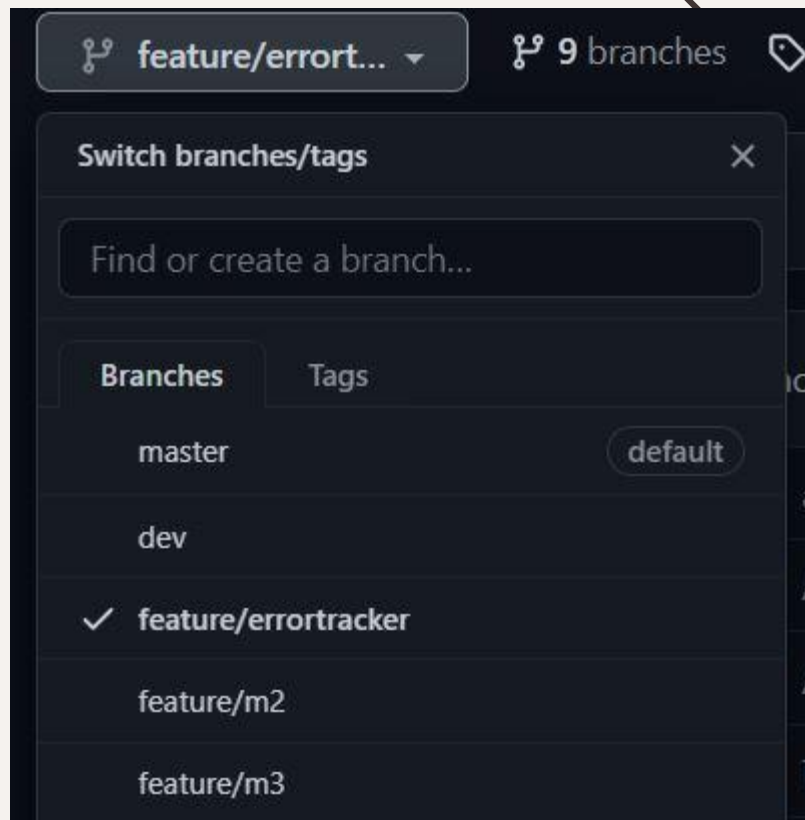 feature/errort...
9 branches
Switch branches/tags
Find or create a branch...
Branches Tags
master default
dev
feature/errortracker
feature/m2
feature/m3